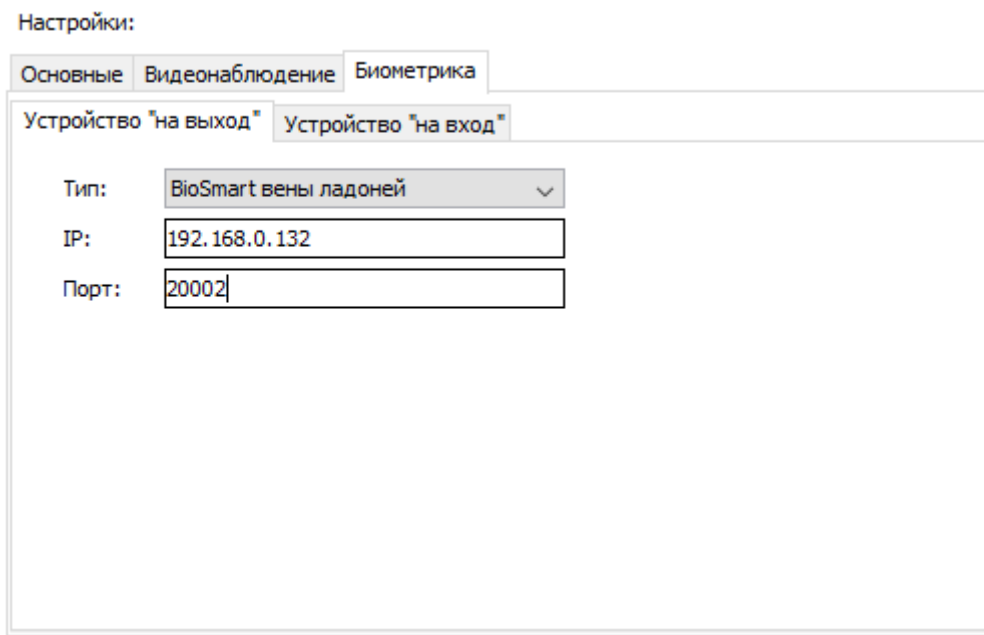 Настройки:
Основные Видеонаблюдение Биометрика
Устройство "на выход" Устройство "на вход"
Тип: BioSmart вены ладоней
IP: 192.168.0.132
Порт: 20002